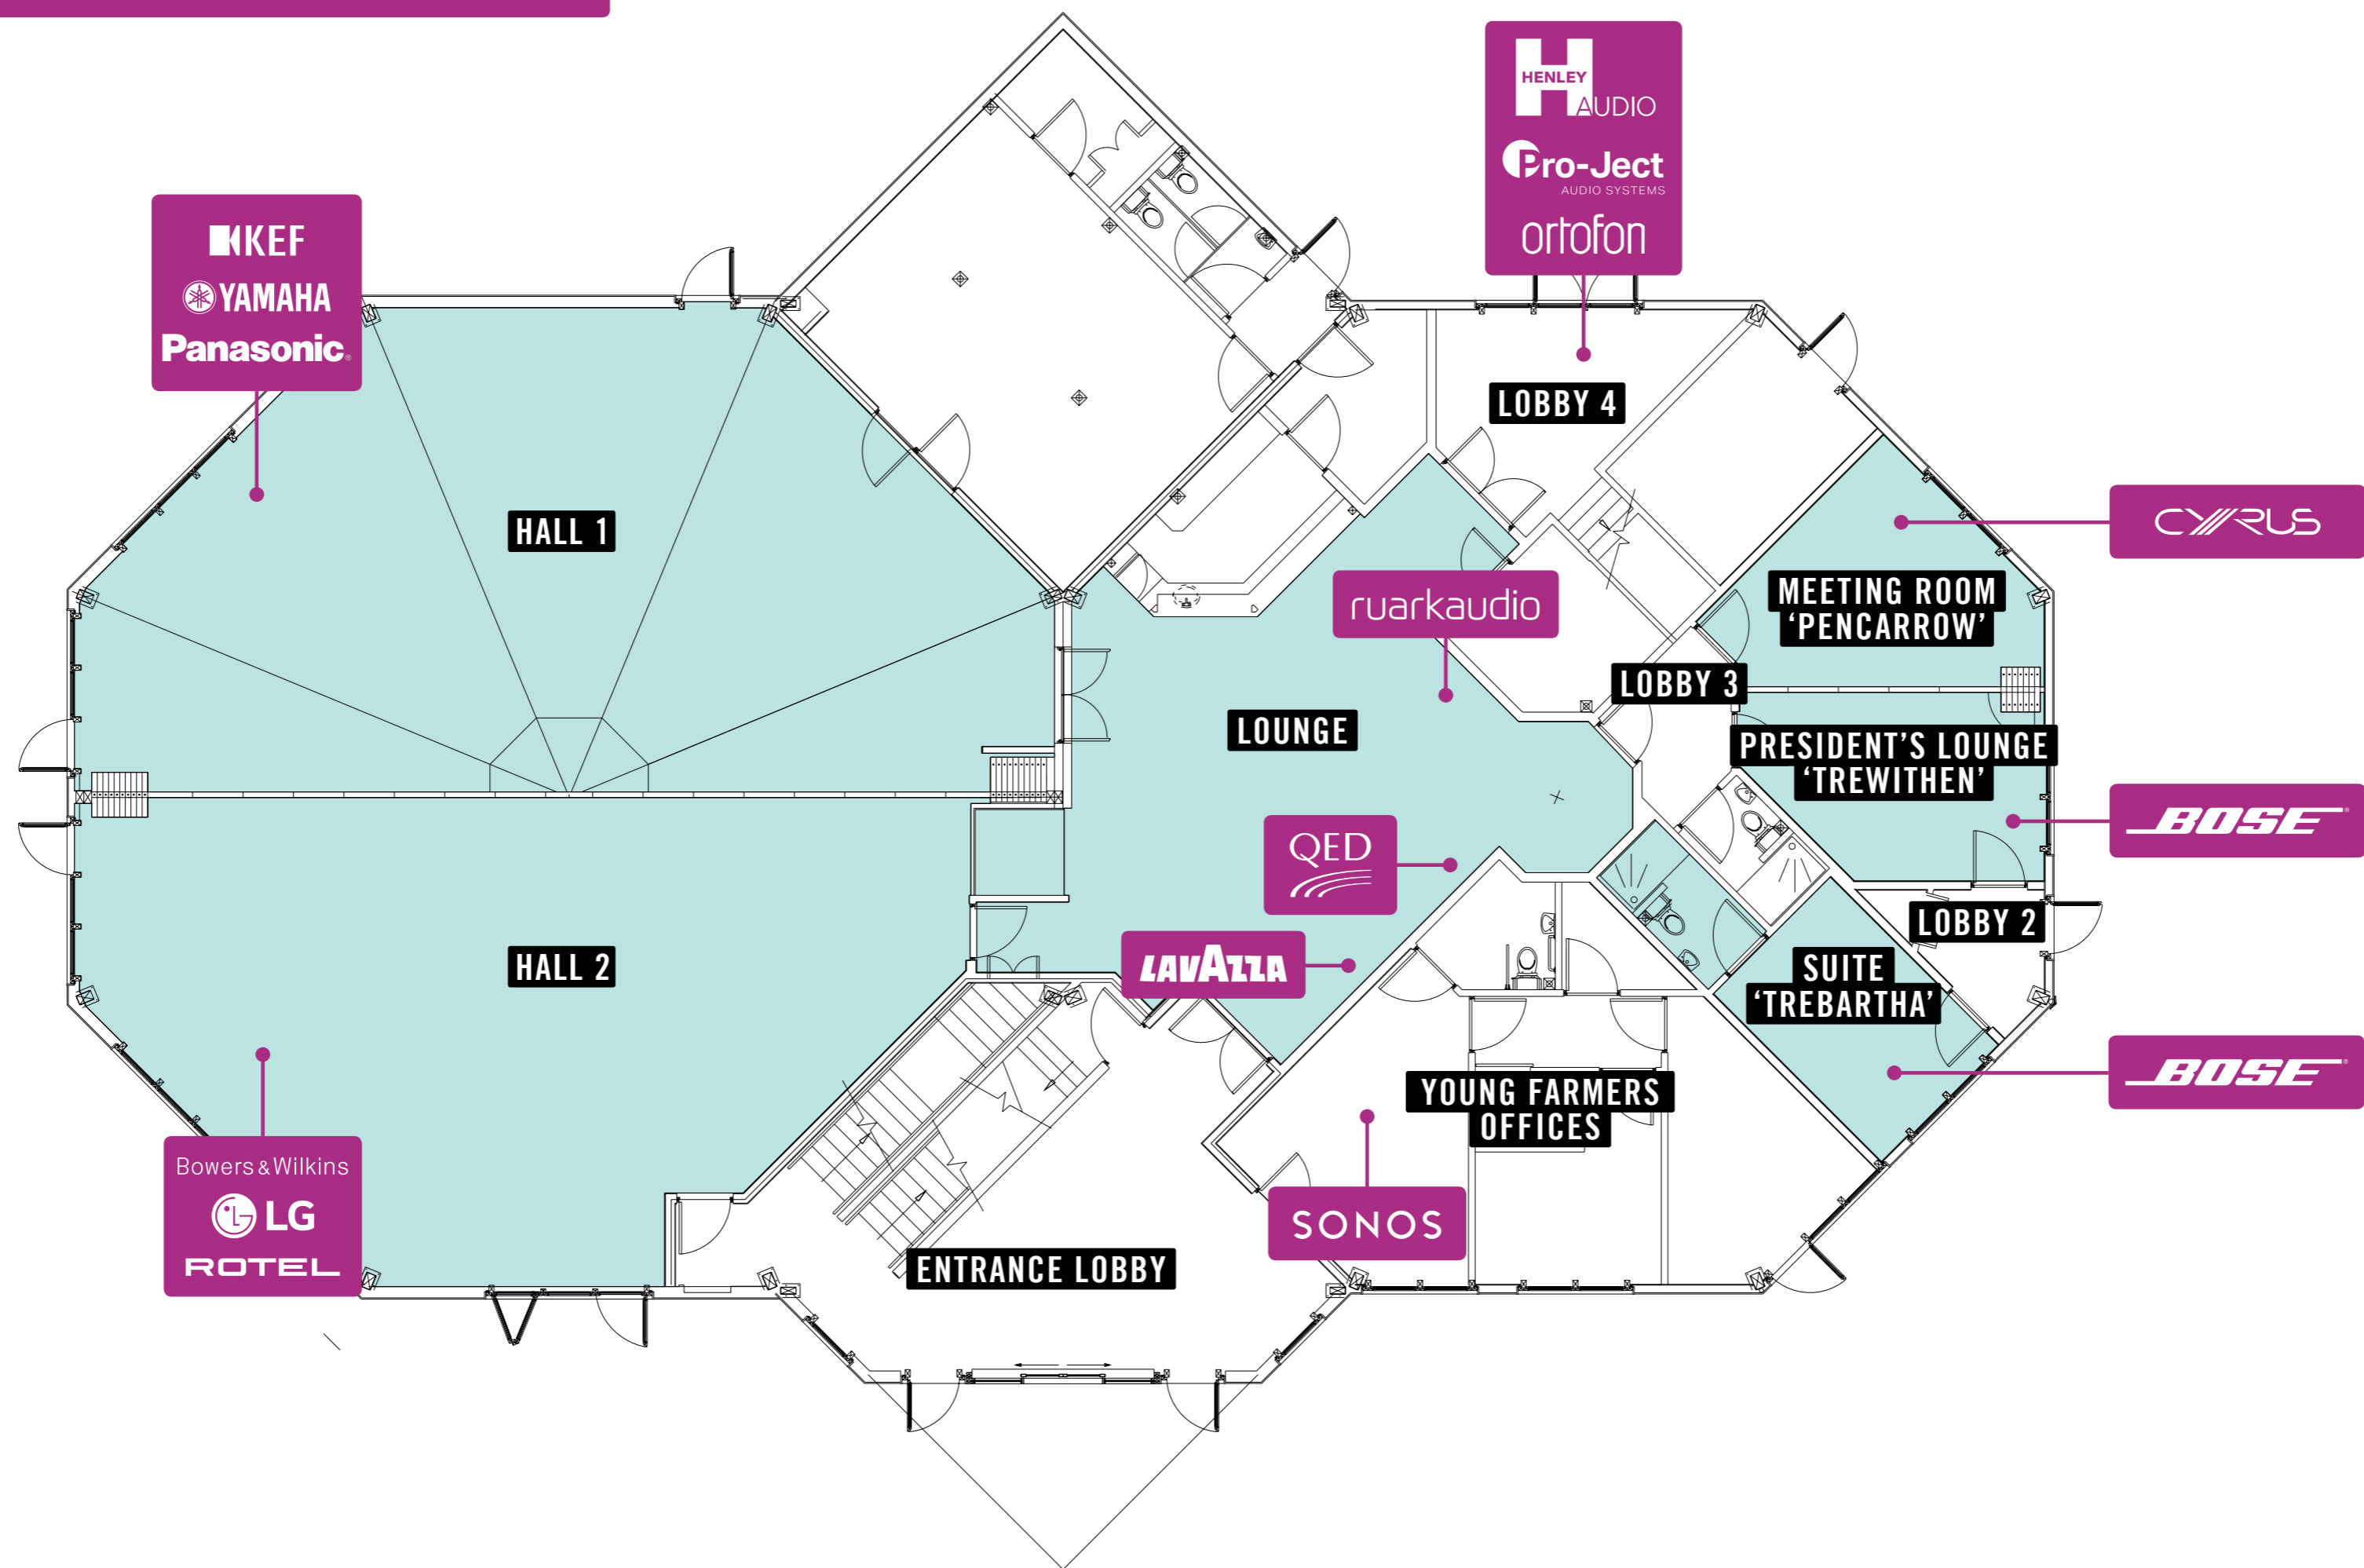 HENLEY
AUDIO
Pro-Ject
AUDIO SYSTEMS
ortofon
KEF
YAMAHA
Panasonic®
LOBBY 4
HALL 1
CYRUS
ruarkaudio
MEETING ROOM
‘PENCARROW’
LOBBY 3
LOUNGE
PRESIDENT’S LOUNGE
‘TREWITHEN’
BOSE®
QED
LAVAZZA
HALL 2
LOBBY 2
SUITE
‘TREBARTHA’
BOSE®
YOUNG FARMERS
OFFICES
Bowers & Wilkins
LG
ROTEL
SONOS
ENTRANCE LOBBY